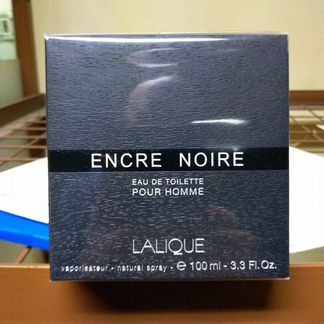 ENCRE NOIRE
EAU DE TOILETTE
POUR HOMME
LALIQUE
vaporisateur - natural spray - ℮ 100 ml - 3.3 Fl.Oz.